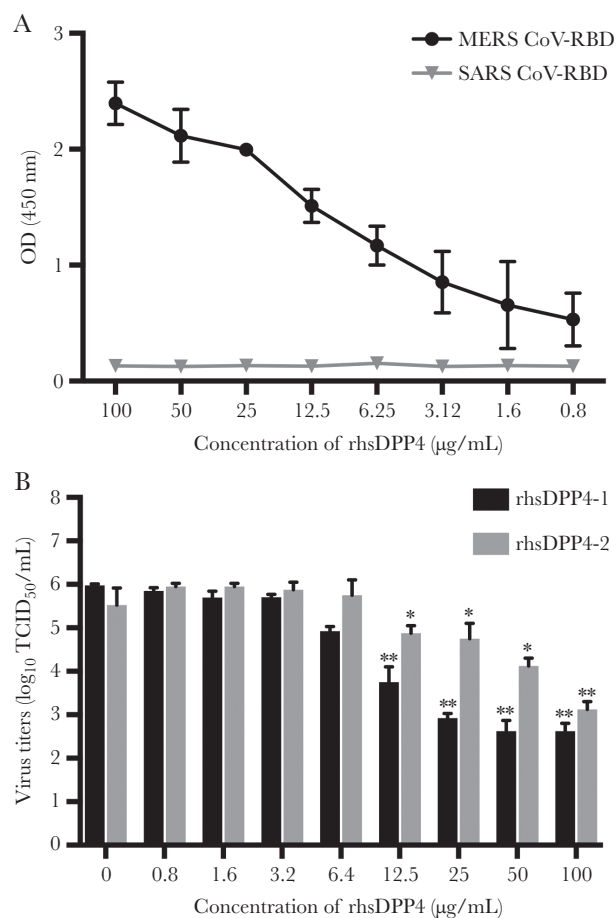 A
MERS CoV-RBD
SARS CoV-RBD
3
2
1
0
OD (450 nm)
100 50 25 12.5 6.25 3.12 1.6 0.8
Concentration of rhsDPP4 (µg/mL)
B
rhsDPP4-1
rhsDPP4-2
8
7
6
5
4
3
2
1
0
Virus titers (log₁₀ TCID₅₀/mL)
** * ** * ** * ** **
0 0.8 1.6 3.2 6.4 12.5 25 50 100
Concentration of rhsDPP4 (µg/mL)